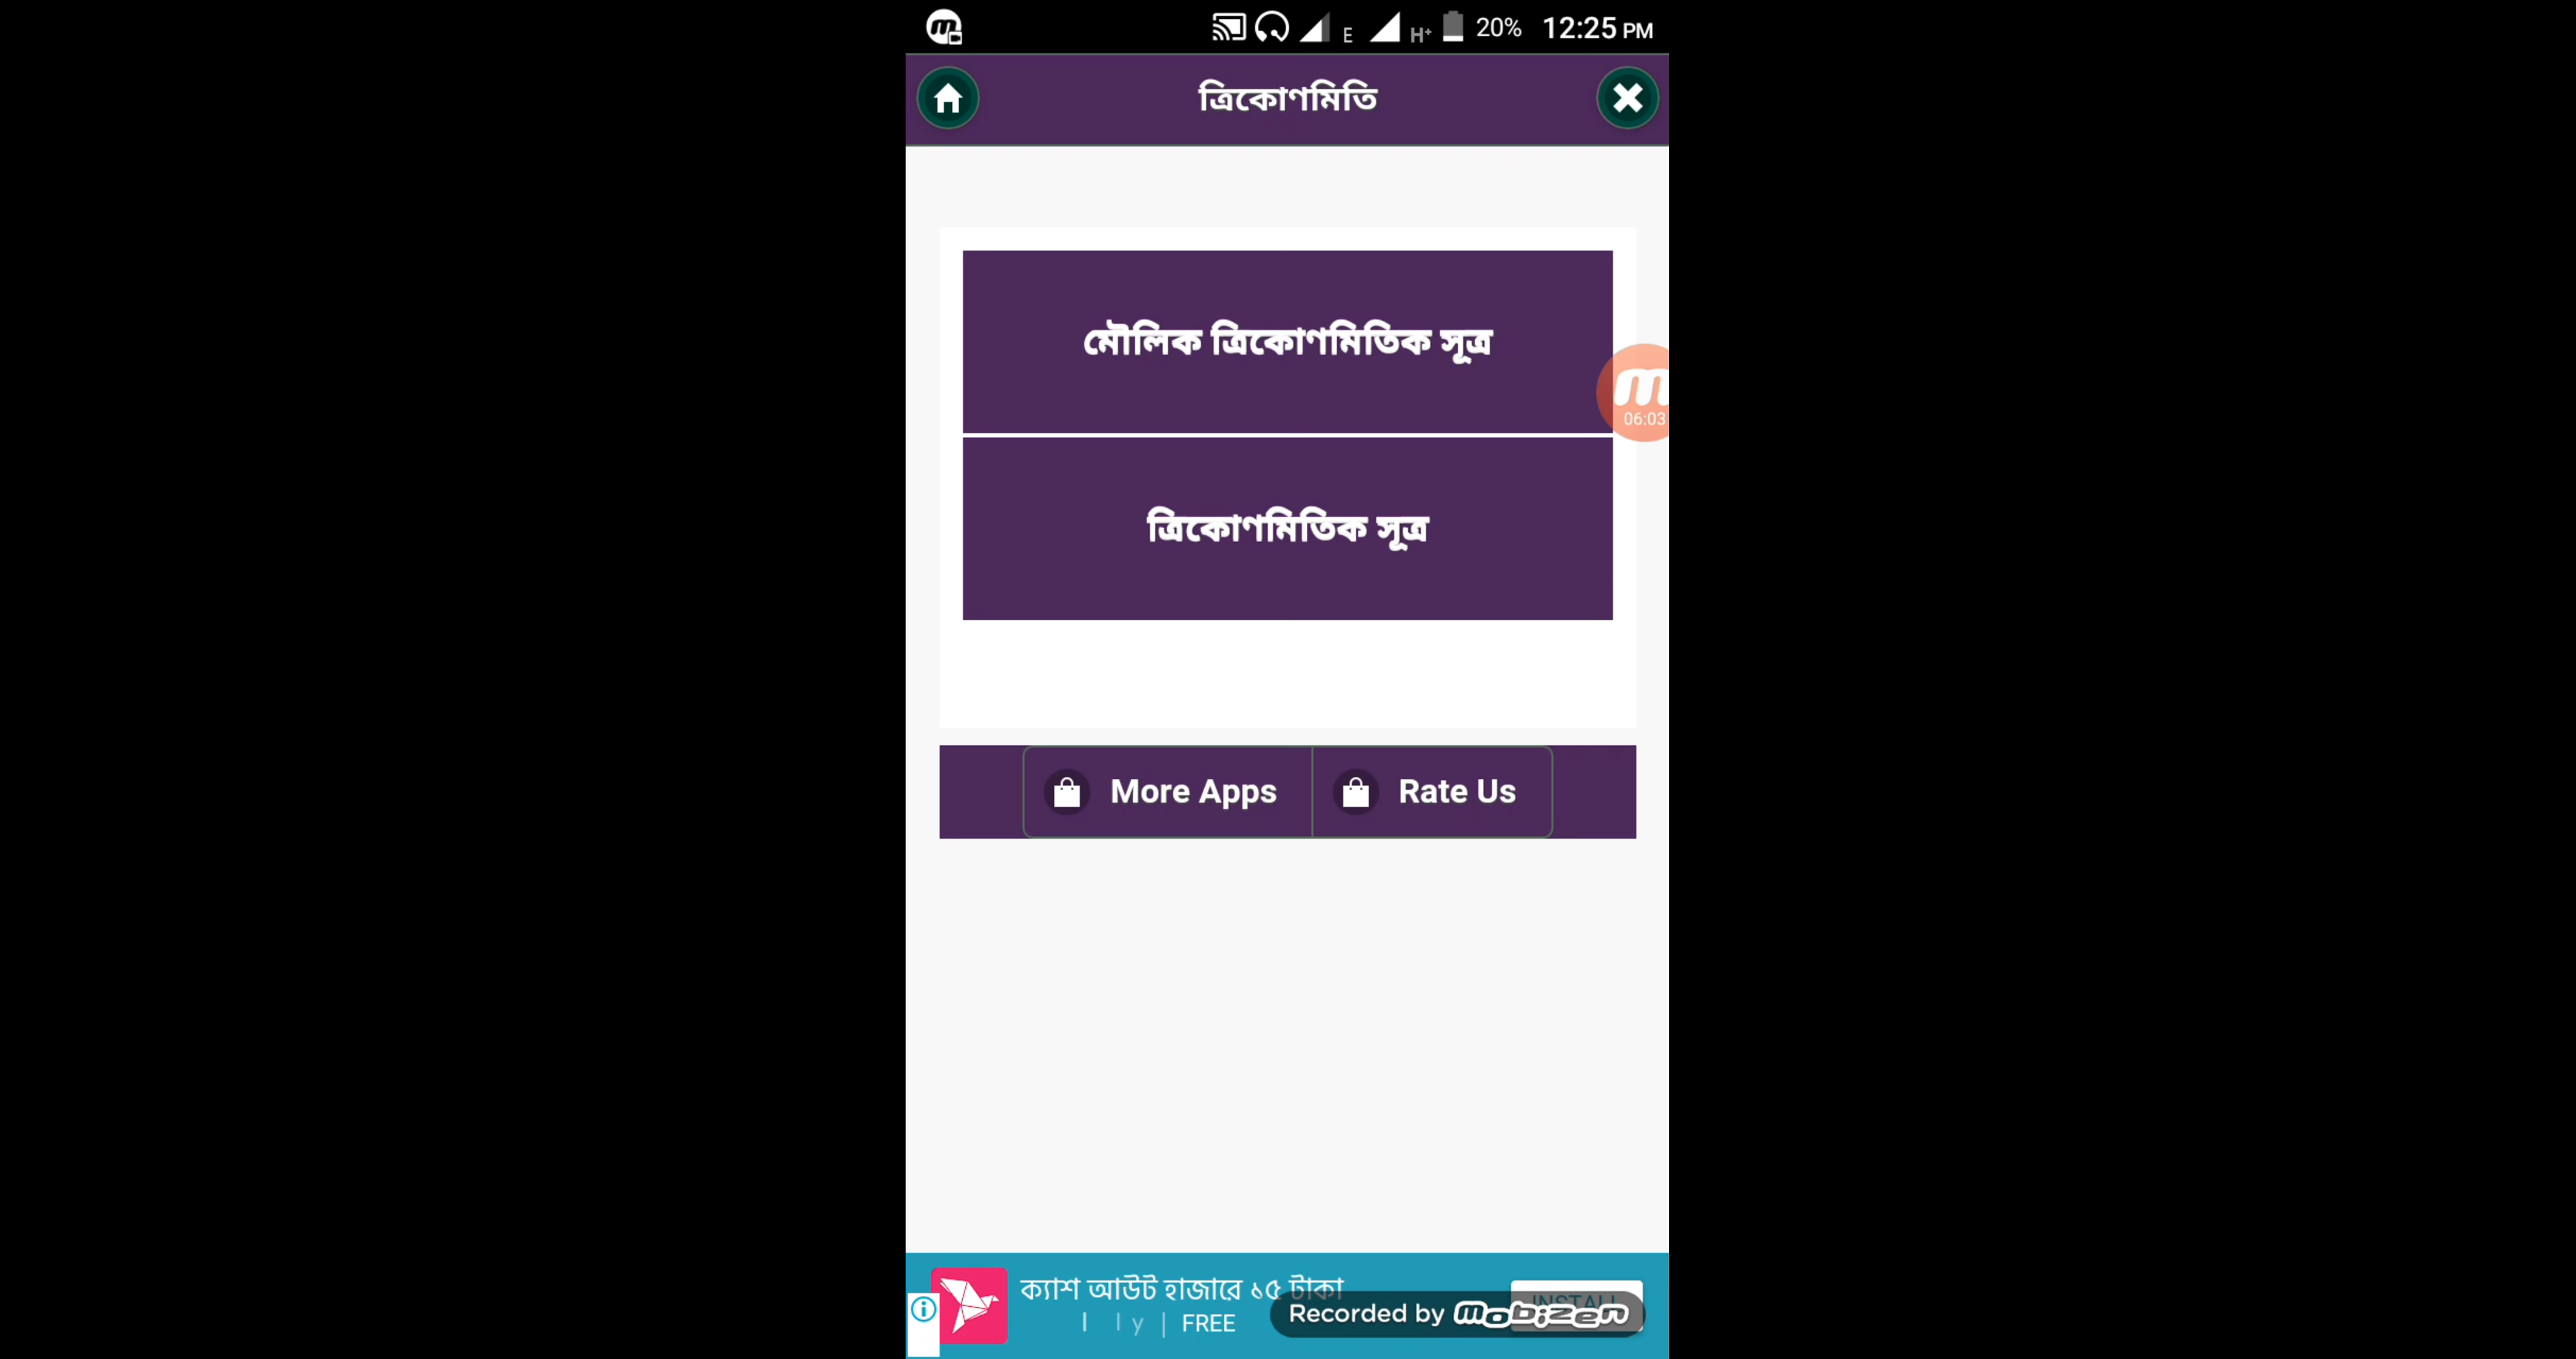 E H+ 20% 12:25 PM
ত্রিকোণমিতি
মৌলিক ত্রিকোণমিতিক সূত্র
06:03
ত্রিকোণমিতিক সূত্র
More Apps Rate Us
ক্যাশ আউট হাজারে ১৫ টাকা
FREE
Recorded by mobizen